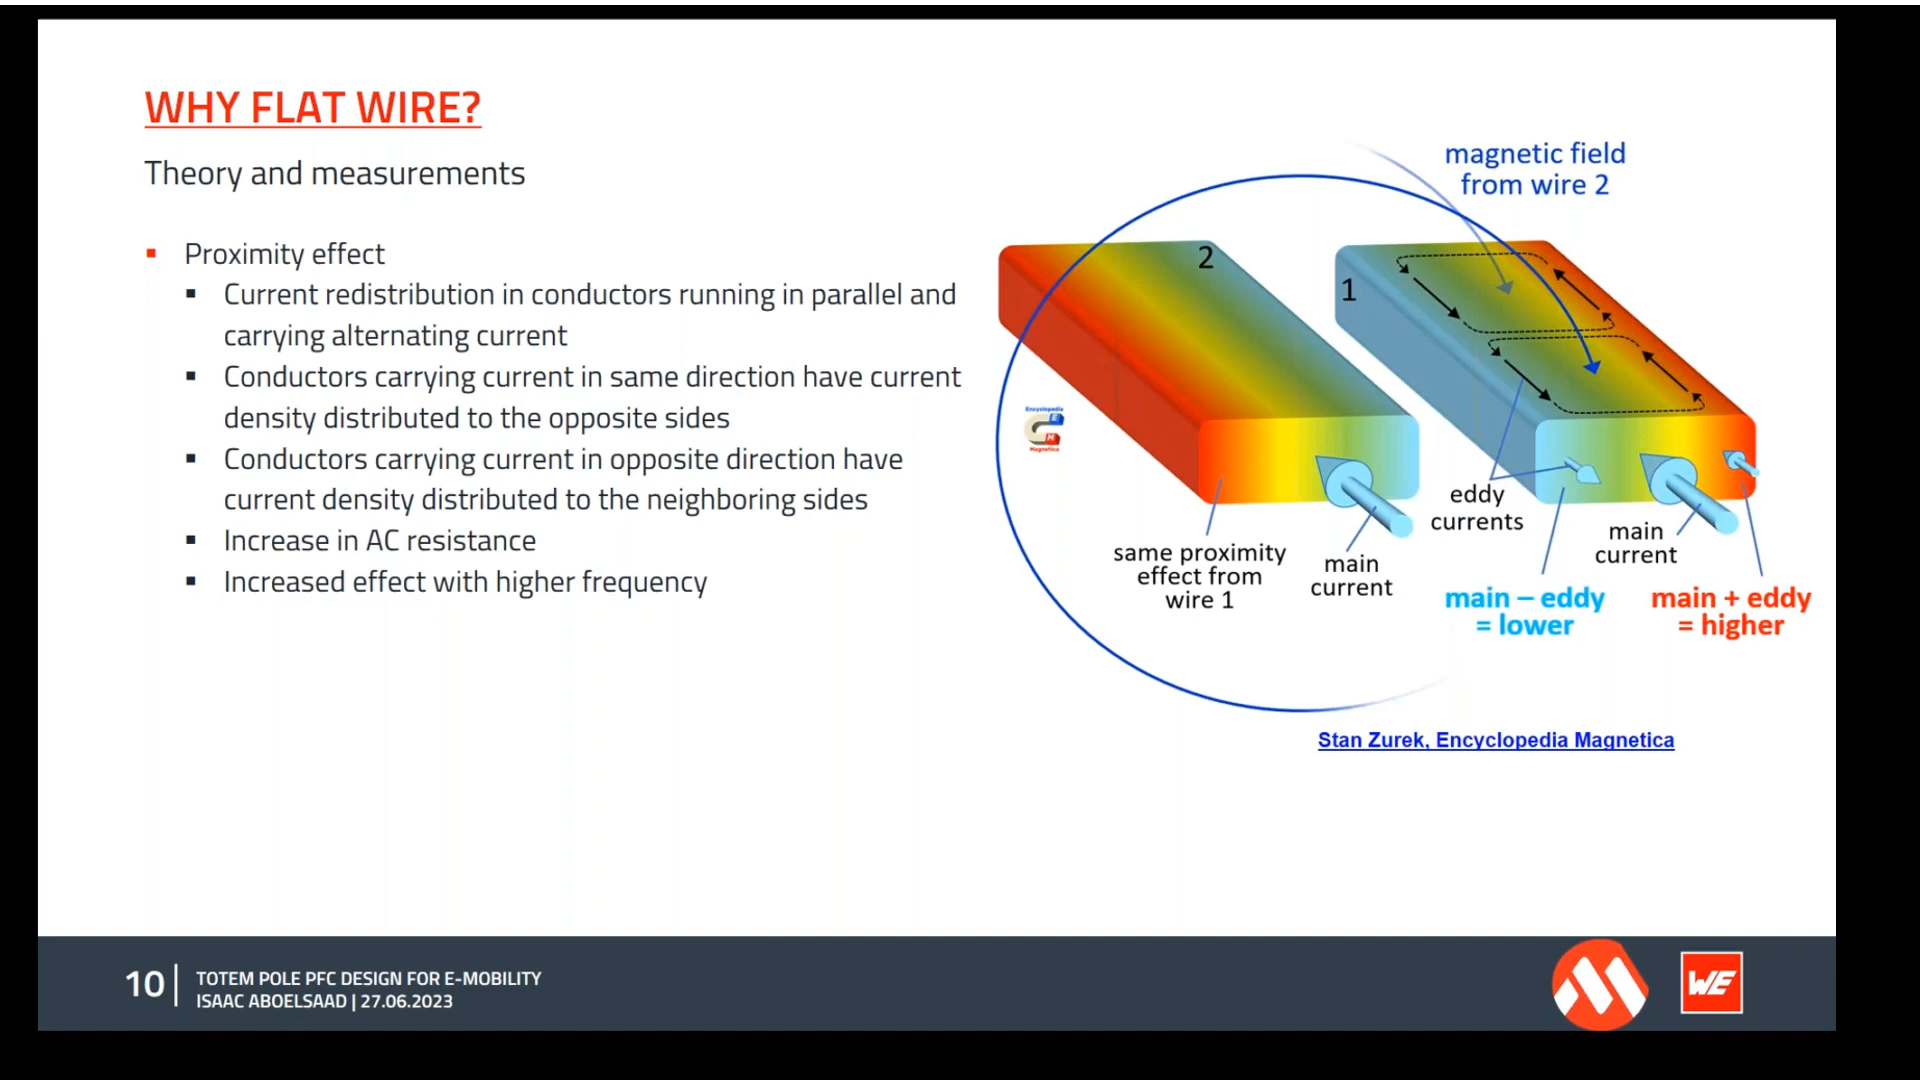 WHY FLAT WIRE?
Theory and measurements
Proximity effect
Current redistribution in conductors running in parallel and
carrying alternating current
Conductors carrying current in same direction have current
density distributed to the opposite sides
Conductors carrying current in opposite direction have
current density distributed to the neighboring sides
Increase in AC resistance
Increased effect with higher frequency
magnetic field
from wire 2
2
1
Encyclopedia
E
M
Magnetica
eddy
currents
main
current
same proximity
effect from
wire 1
main
current
main – eddy
= lower
main + eddy
= higher
Stan Zurek, Encyclopedia Magnetica
10
TOTEM POLE PFC DESIGN FOR E-MOBILITY
ISAAC ABOELSAAD | 27.06.2023
WE